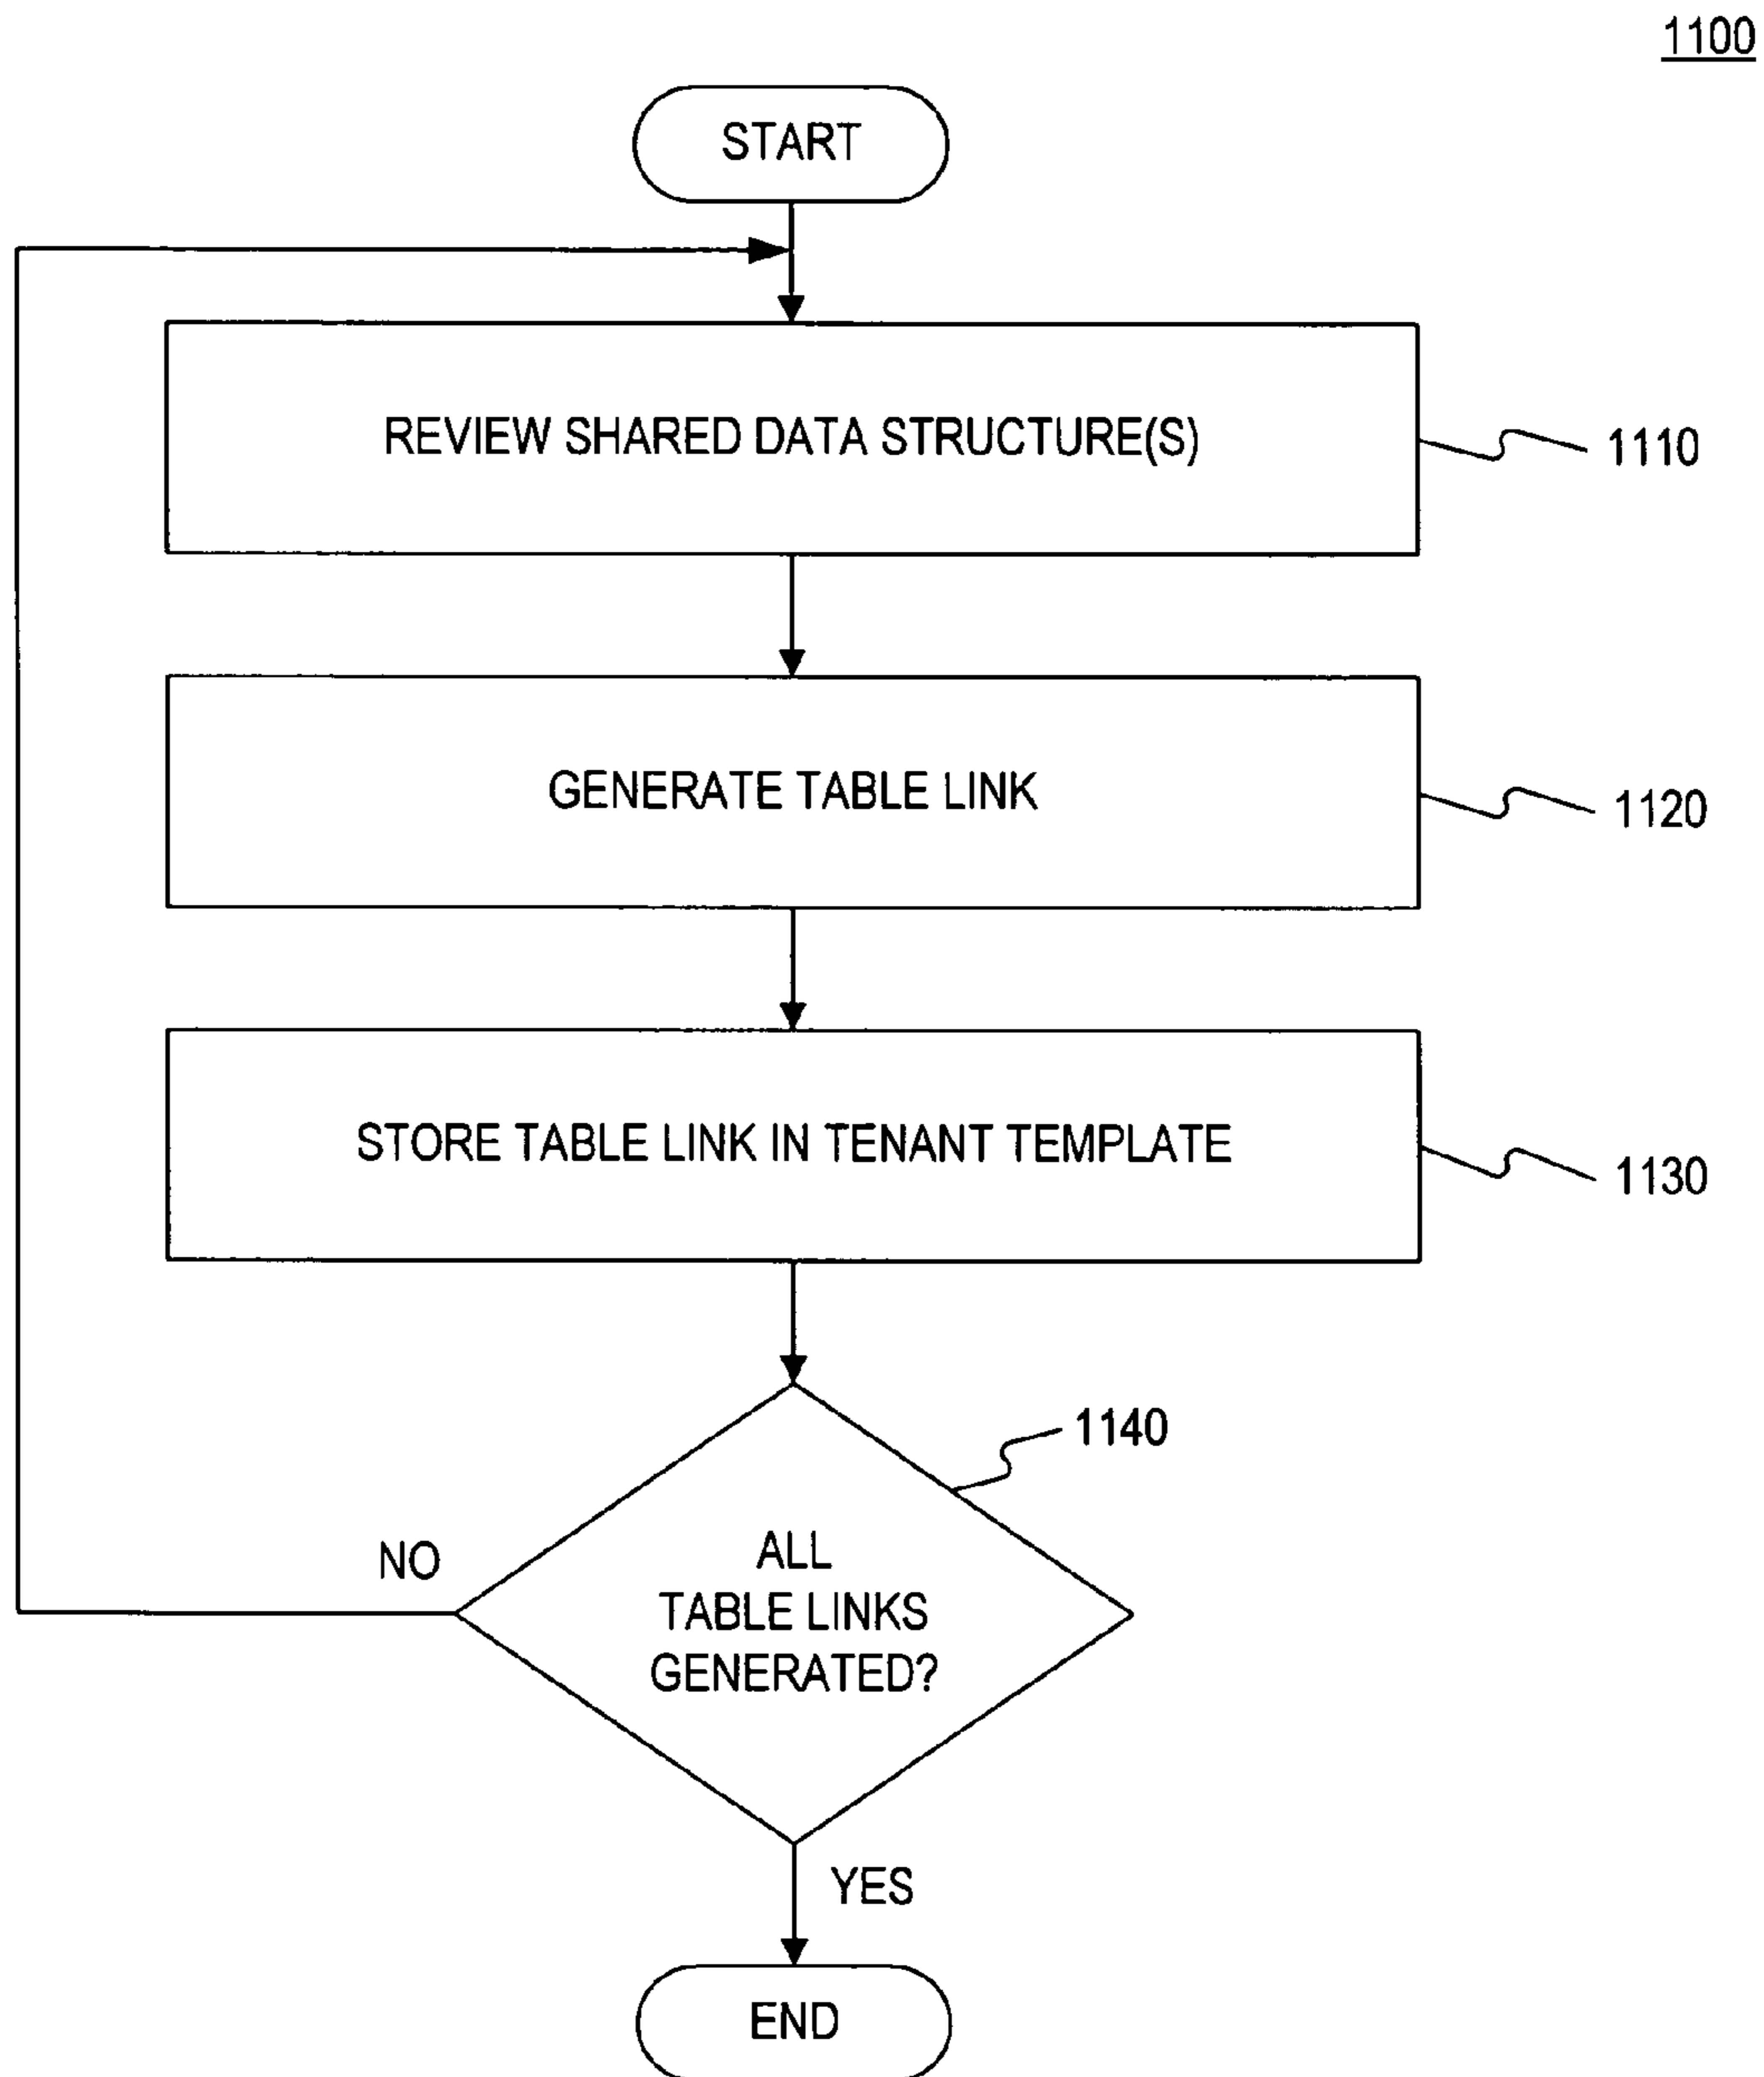 1100
START
REVIEW SHARED DATA STRUCTURE(S)
1110
GENERATE TABLE LINK
1120
STORE TABLE LINK IN TENANT TEMPLATE
1130
1140
ALL
TABLE LINKS
GENERATED?
NO
YES
END